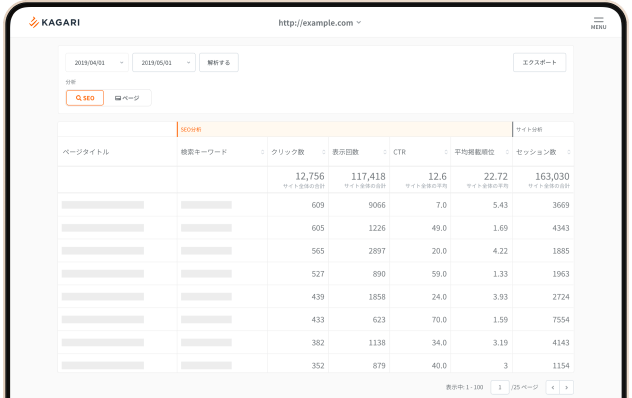 KAGARI
http://example.com
MENU
2019/04/01
2019/05/01
解析する
エクスポート
分析
SEO
ページ
SEO分析
サイト分析
ページタイトル 検索キーワード クリック数 表示回数 CTR 平均掲載順位 セッション数
12,756 117,418 12.6 22.72 163,030
サイト全体の合計 サイト全体の合計 サイト全体の平均 サイト全体の平均 サイト全体の合計
609 9066 7.0 5.43 3669
605 1226 49.0 1.69 4343
565 2897 20.0 4.22 1885
527 890 59.0 1.33 1963
439 1858 24.0 3.93 2724
433 623 70.0 1.59 7554
382 1138 34.0 3.19 4143
352 879 40.0 3 1154
表示中: 1 - 100 1 /25 ページ